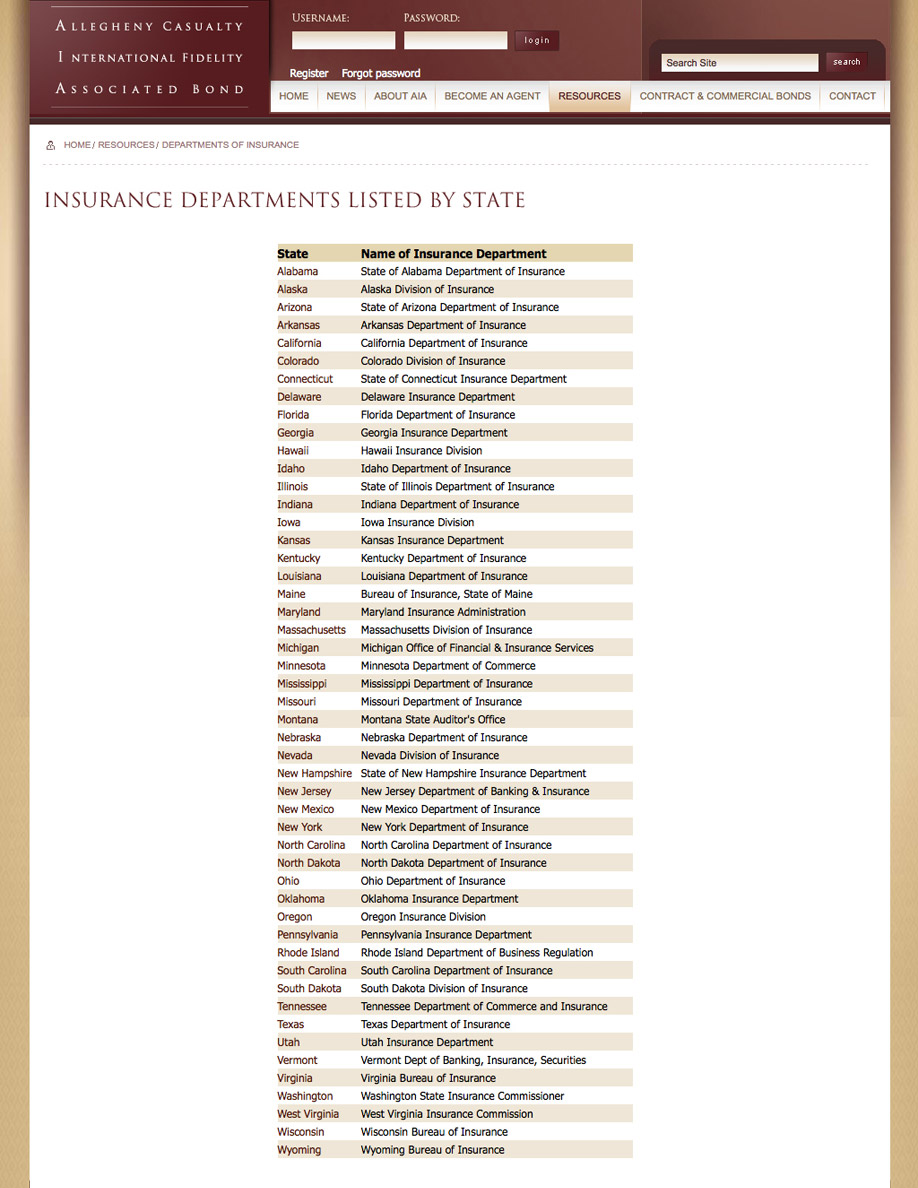 ALLEGHENY CASUALTY
INTERNATIONAL FIDELITY
ASSOCIATED BOND
USERNAME: PASSWORD:
login
Register Forgot password
Search Site search
HOME NEWS ABOUT AIA BECOME AN AGENT RESOURCES CONTRACT & COMMERCIAL BONDS CONTACT
HOME / RESOURCES / DEPARTMENTS OF INSURANCE
INSURANCE DEPARTMENTS LISTED BY STATE
State Name of Insurance Department
Alabama State of Alabama Department of Insurance
Alaska Alaska Division of Insurance
Arizona State of Arizona Department of Insurance
Arkansas Arkansas Department of Insurance
California California Department of Insurance
Colorado Colorado Division of Insurance
Connecticut State of Connecticut Insurance Department
Delaware Delaware Insurance Department
Florida Florida Department of Insurance
Georgia Georgia Insurance Department
Hawaii Hawaii Insurance Division
Idaho Idaho Department of Insurance
Illinois State of Illinois Department of Insurance
Indiana Indiana Department of Insurance
Iowa Iowa Insurance Division
Kansas Kansas Insurance Department
Kentucky Kentucky Department of Insurance
Louisiana Louisiana Department of Insurance
Maine Bureau of Insurance, State of Maine
Maryland Maryland Insurance Administration
Massachusetts Massachusetts Division of Insurance
Michigan Michigan Office of Financial & Insurance Services
Minnesota Minnesota Department of Commerce
Mississippi Mississippi Department of Insurance
Missouri Missouri Department of Insurance
Montana Montana State Auditor's Office
Nebraska Nebraska Department of Insurance
Nevada Nevada Division of Insurance
New Hampshire State of New Hampshire Insurance Department
New Jersey New Jersey Department of Banking & Insurance
New Mexico New Mexico Department of Insurance
New York New York Department of Insurance
North Carolina North Carolina Department of Insurance
North Dakota North Dakota Department of Insurance
Ohio Ohio Department of Insurance
Oklahoma Oklahoma Insurance Department
Oregon Oregon Insurance Division
Pennsylvania Pennsylvania Insurance Department
Rhode Island Rhode Island Department of Business Regulation
South Carolina South Carolina Department of Insurance
South Dakota South Dakota Division of Insurance
Tennessee Tennessee Department of Commerce and Insurance
Texas Texas Department of Insurance
Utah Utah Insurance Department
Vermont Vermont Dept of Banking, Insurance, Securities
Virginia Virginia Bureau of Insurance
Washington Washington State Insurance Commissioner
West Virginia West Virginia Insurance Commission
Wisconsin Wisconsin Bureau of Insurance
Wyoming Wyoming Bureau of Insurance